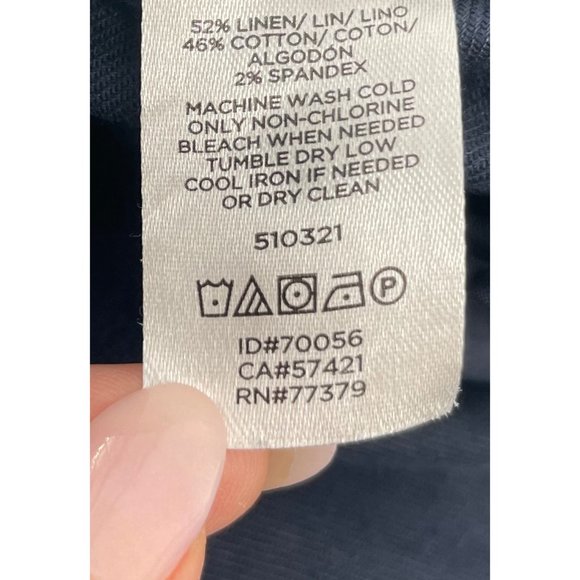 52% LINEN/ LIN/ LINO
46% COTTON/ COTON/
ALGODÓN
2% SPANDEX
MACHINE WASH COLD
ONLY NON-CHLORINE
BLEACH WHEN NEEDED
TUMBLE DRY LOW
COOL IRON IF NEEDED
OR DRY CLEAN
510321
P
ID#70056
CA#57421
RN#77379